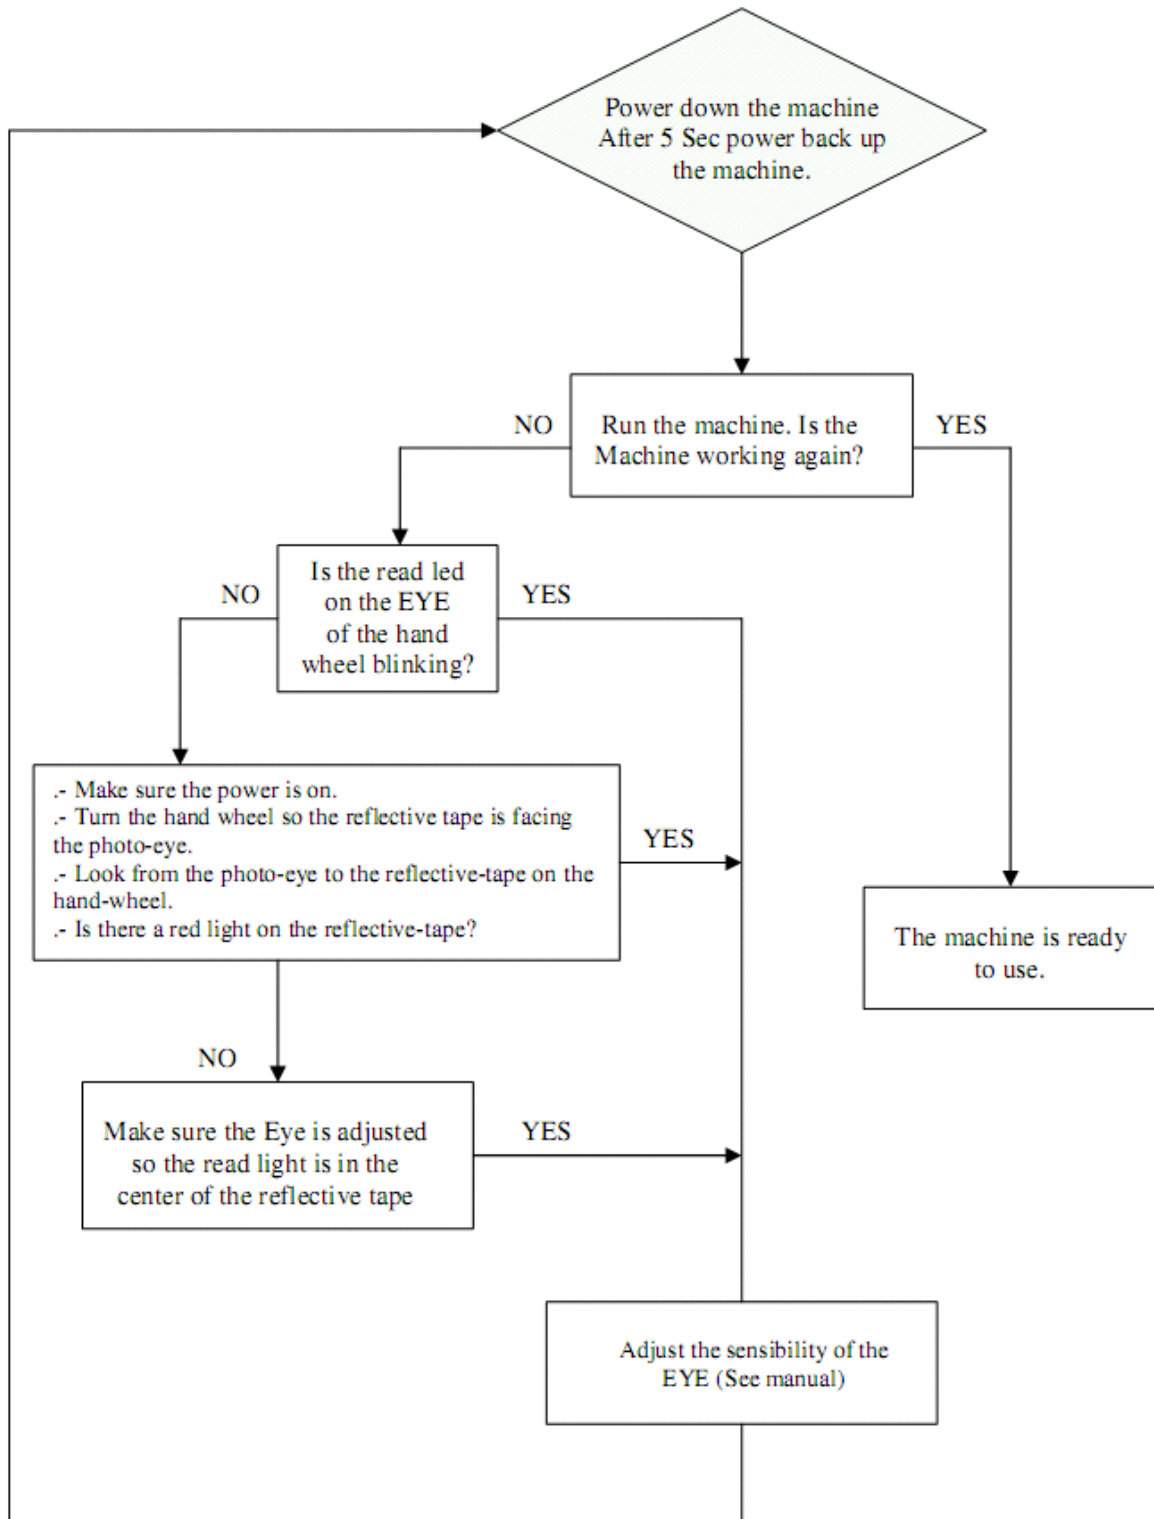 Power down the machine
After 5 Sec power back up
the machine.
NO
Run the machine. Is the
Machine working again?
YES
NO
Is the read led
on the EYE
of the hand
wheel blinking?
YES
.- Make sure the power is on.
.- Turn the hand wheel so the reflective tape is facing
the photo-eye.
.- Look from the photo-eye to the reflective-tape on the
hand-wheel.
.- Is there a red light on the reflective-tape?
YES
The machine is ready
to use.
NO
Make sure the Eye is adjusted
so the read light is in the
center of the reflective tape
YES
Adjust the sensibility of the
EYE (See manual)